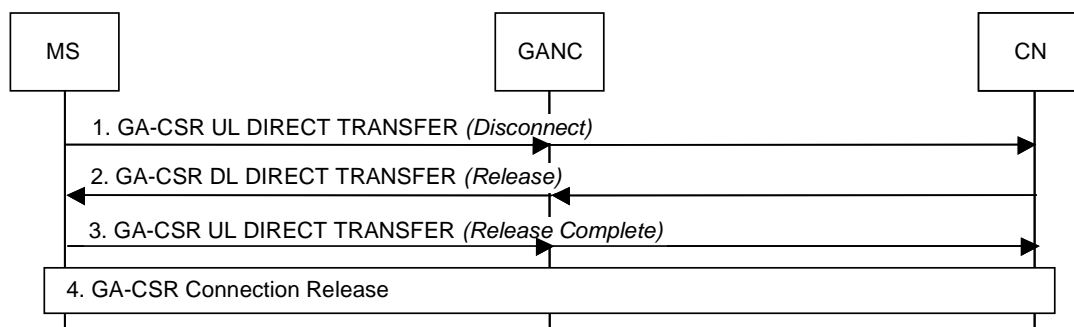 MS
GANC
CN
1. GA-CSR UL DIRECT TRANSFER (Disconnect)
2. GA-CSR DL DIRECT TRANSFER (Release)
3. GA-CSR UL DIRECT TRANSFER (Release Complete)
4. GA-CSR Connection Release